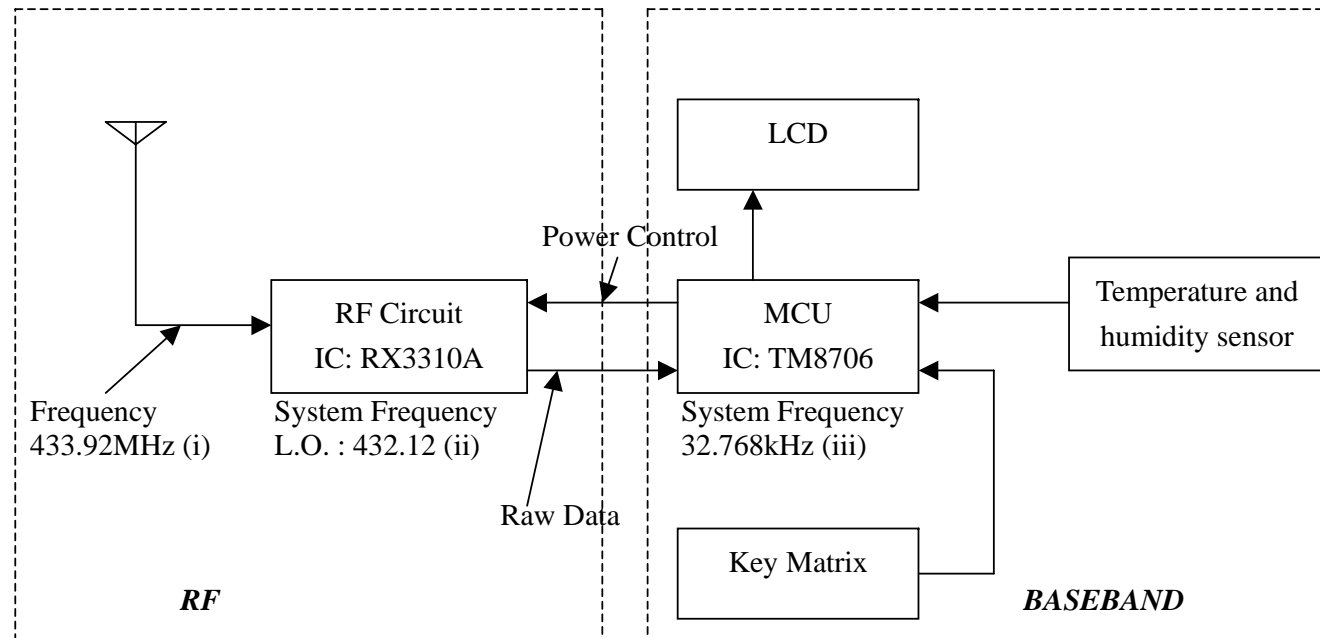 LCD
Power Control
RF Circuit
IC: RX3310A
MCU
IC: TM8706
Temperature and
humidity sensor
Frequency
433.92MHz (i)
System Frequency
L.O. : 432.12 (ii)
System Frequency
32.768kHz (iii)
Raw Data
Key Matrix
RF
BASEBAND